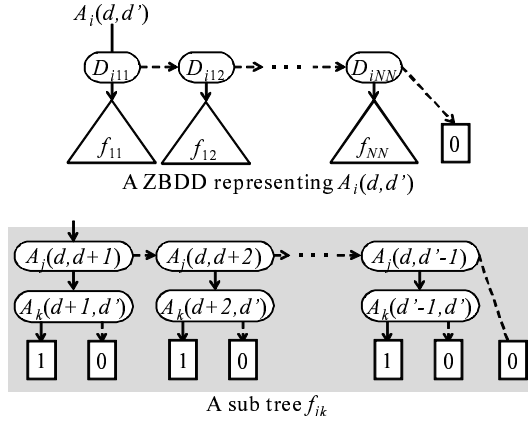 A_i(d,d')
D_i11 D_i12 D_iNN
f_11 f_12 f_NN 0
A ZBDD representing A_i(d,d')
A_j(d,d+1) A_j(d,d+2) A_j(d,d'-1)
A_k(d+1,d') A_k(d+2,d') A_k(d'-1,d')
1 0 1 0 1 0 0
A sub tree f_ik